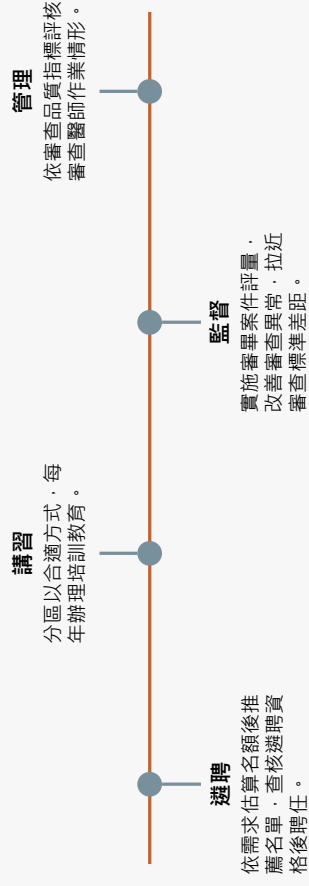 遴聘
依需求估算名額後推
薦名單，查核遴聘資
格後聘任。
講習
分區以合適方式，每
年辦理培訓教育。
監督
實施審畢案件評量，
改善審查異常，拉近
審查標準差距。
管理
依審查品質指標評核
審查醫師作業情形。